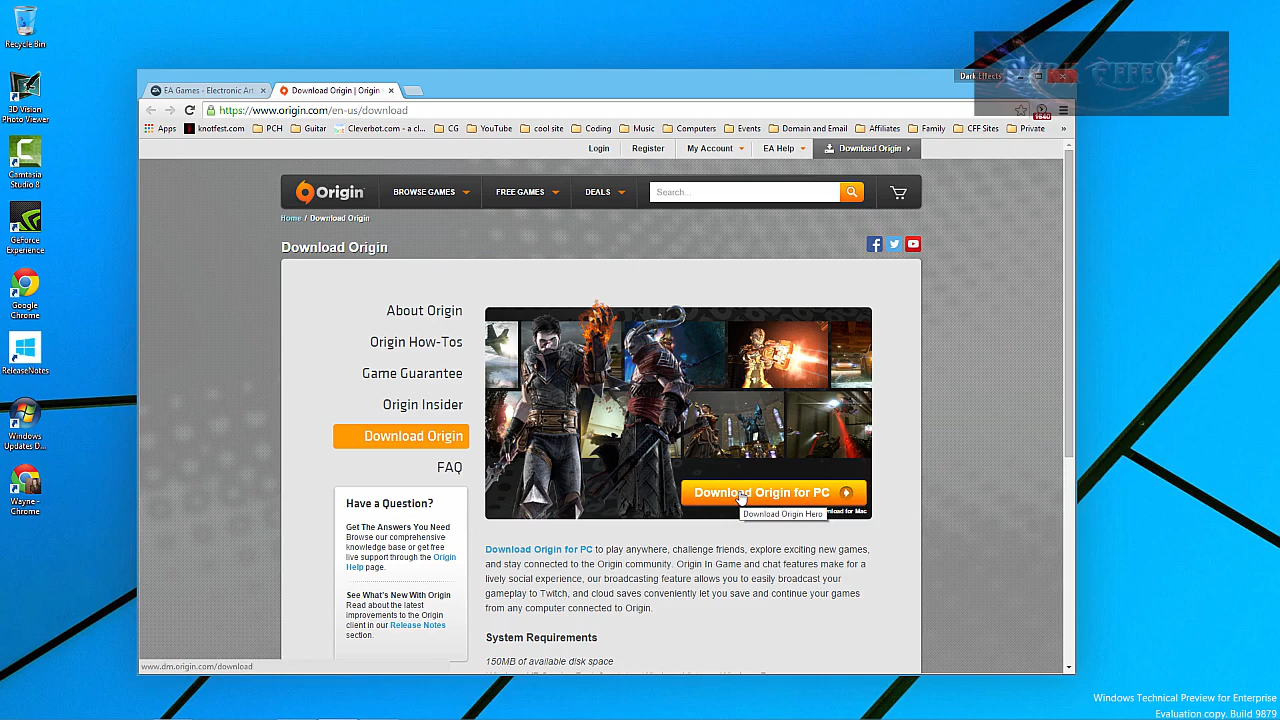 Recycle Bin
3D Vision
Photo Viewer
Camtasia
Studio 8
GeForce
Experience
Google
Chrome
ReleaseNotes
Windows
Updates D...
Wayne -
Chrome
DARK EFFECTS
Dark Effects
EA Games - Electronic Art
Download Origin | Origin
https://www.origin.com/en-us/download
1640
Apps
knotfest.com
PCH
Guitar
Cleverbot.com - a cl...
CG
YouTube
cool site
Coding
Music
Computers
Events
Domain and Email
Affiliates
Family
CFF Sites
Private
»
Login
Register
My Account
EA Help
Download Origin
Origin
BROWSE GAMES
FREE GAMES
DEALS
Search...
Home / Download Origin
Download Origin
About Origin
Origin How-Tos
Game Guarantee
Origin Insider
Download Origin
FAQ
Have a Question?
Get The Answers You Need
Browse our comprehensive
knowledge base or get free
live support through the Origin
Help page.
See What's New With Origin
Read about the latest
improvements to the Origin
client in our Release Notes
section.
Download Origin for PC
Download Origin Hero
for Mac
Download Origin for PC to play anywhere, challenge friends, explore exciting new games,
and stay connected to the Origin community. Origin In Game and chat features make for a
lively social experience, our broadcasting feature allows you to easily broadcast your
gameplay to Twitch, and cloud saves conveniently let you save and continue your games
from any computer connected to Origin.
System Requirements
150MB of available disk space
www.dm.origin.com/download
Windows Technical Preview for Enterprise
Evaluation copy. Build 9879